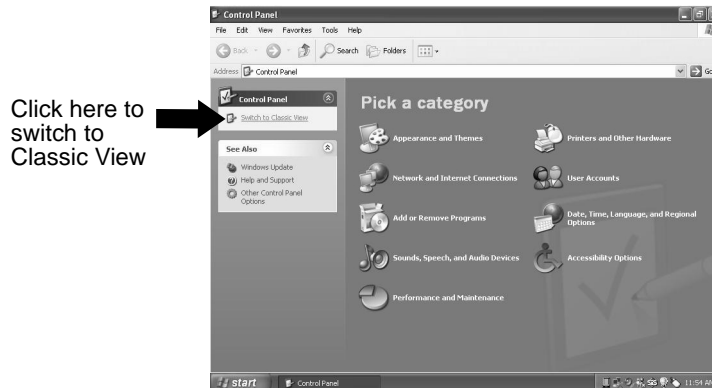 Control Panel
File Edit View Favorites Tools Help
Back Search Folders
Address Control Panel Go
Click here to
switch to
Classic View
Control Panel
Switch to Classic View
See Also
Windows Update
Help and Support
Other Control Panel
Options
Pick a category
Appearance and Themes
Printers and Other Hardware
Network and Internet Connections
User Accounts
Add or Remove Programs
Date, Time, Language, and Regional
Options
Sounds, Speech, and Audio Devices
Accessibility Options
Performance and Maintenance
start Control Panel 11:54 AM